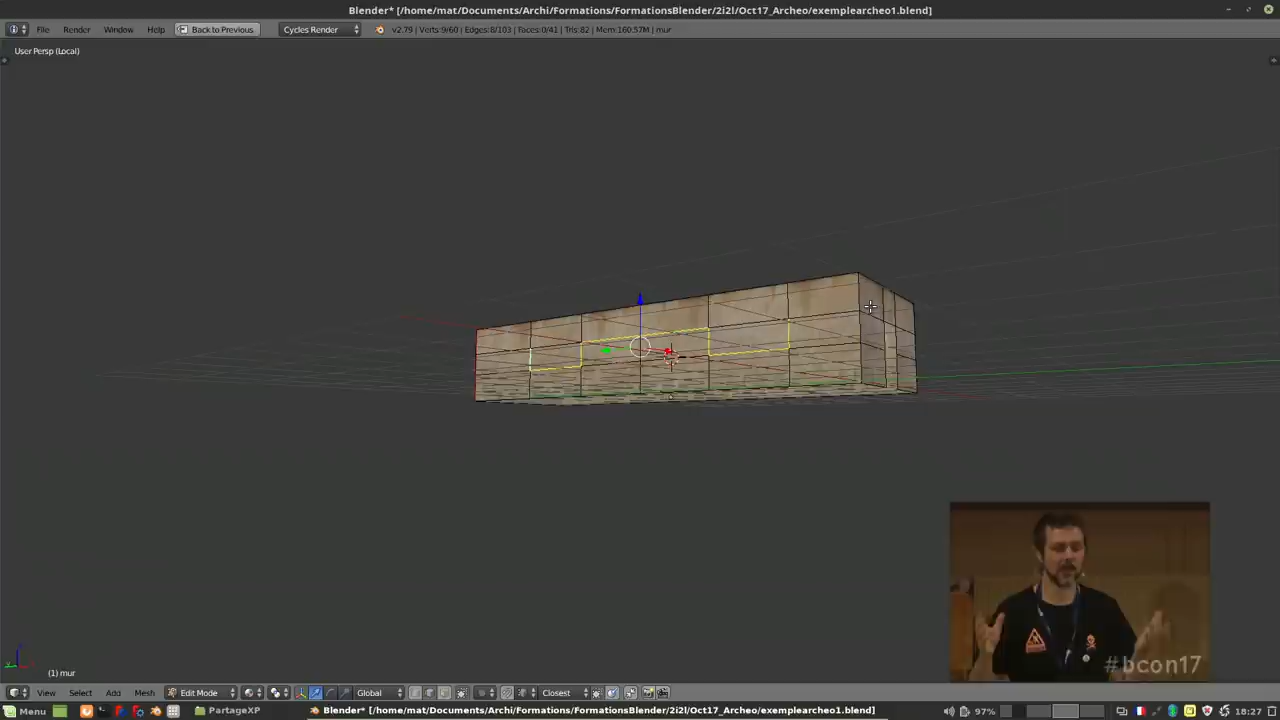 Blender* [/home/mat/Documents/Archi/Formations/FormationsBlender/2i2l/Oct17_Archeo/exemplearcheo1.blend]
File Render Window Help Back to Previous Cycles Render v2.79 | Verts:9/60 | Edges:8/103 | Faces:0/41 | Tris:82 | Mem:160.57M | mur
User Persp (Local)
#bcon17
(1) mur
View Select Add Mesh Edit Mode Global Closest
Menu PartageXP Blender* [/home/mat/Documents/Archi/Formations/FormationsBlender/2i2l/Oct17_Archeo/exemplearcheo1.blend] 97% 18:27